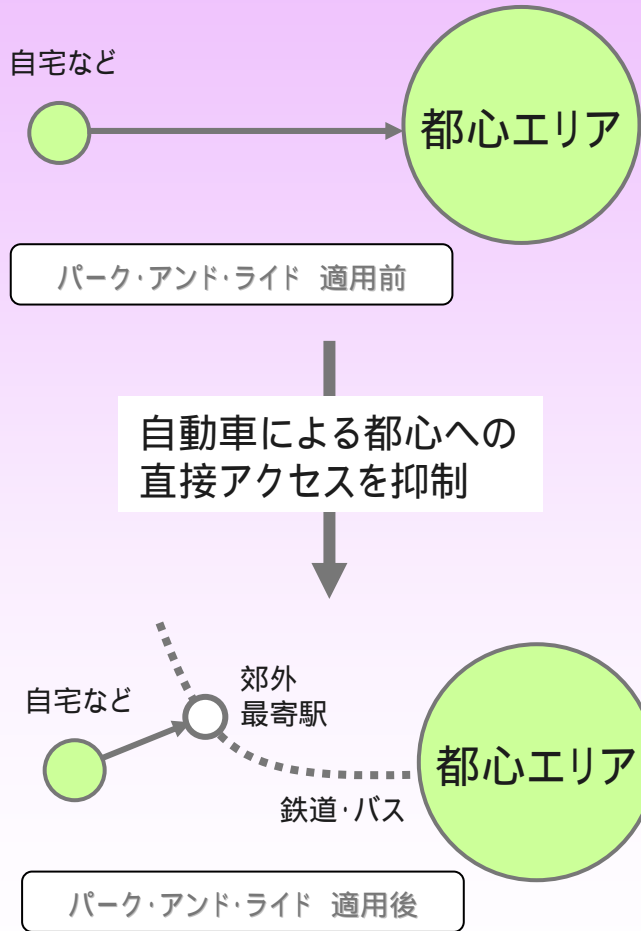 自宅など
都心エリア
パーク・アンド・ライド 適用前
自動車による都心への
直接アクセスを抑制
自宅など
郊外
最寄駅
都心エリア
鉄道・バス
パーク・アンド・ライド 適用後